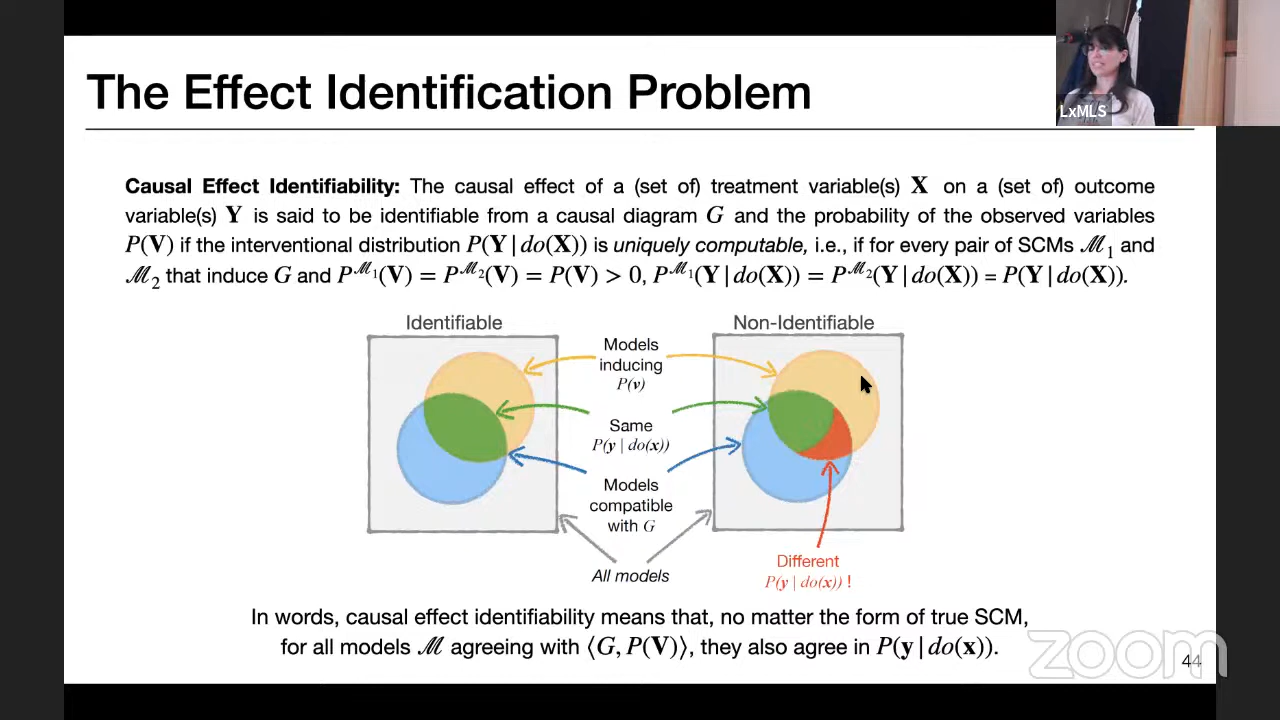 The Effect Identification Problem
LxMLS
Causal Effect Identifiability: The causal effect of a (set of) treatment variable(s) X on a (set of) outcome
variable(s) Y is said to be identifiable from a causal diagram G and the probability of the observed variables
P(V) if the interventional distribution P(Y | do(X)) is uniquely computable, i.e., if for every pair of SCMs ℳ₁ and
ℳ₂ that induce G and P^ℳ₁(V) = P^ℳ₂(V) = P(V) > 0, P^ℳ₁(Y | do(X)) = P^ℳ₂(Y | do(X)) = P(Y | do(X)).
Identifiable
Non-Identifiable
Models
inducing
P(v)
Same
P(y | do(x))
Models
compatible
with G
All models
Different
P(y | do(x)) !
In words, causal effect identifiability means that, no matter the form of true SCM,
for all models ℳ agreeing with ⟨G, P(V)⟩, they also agree in P(y | do(x)).
zoom
44